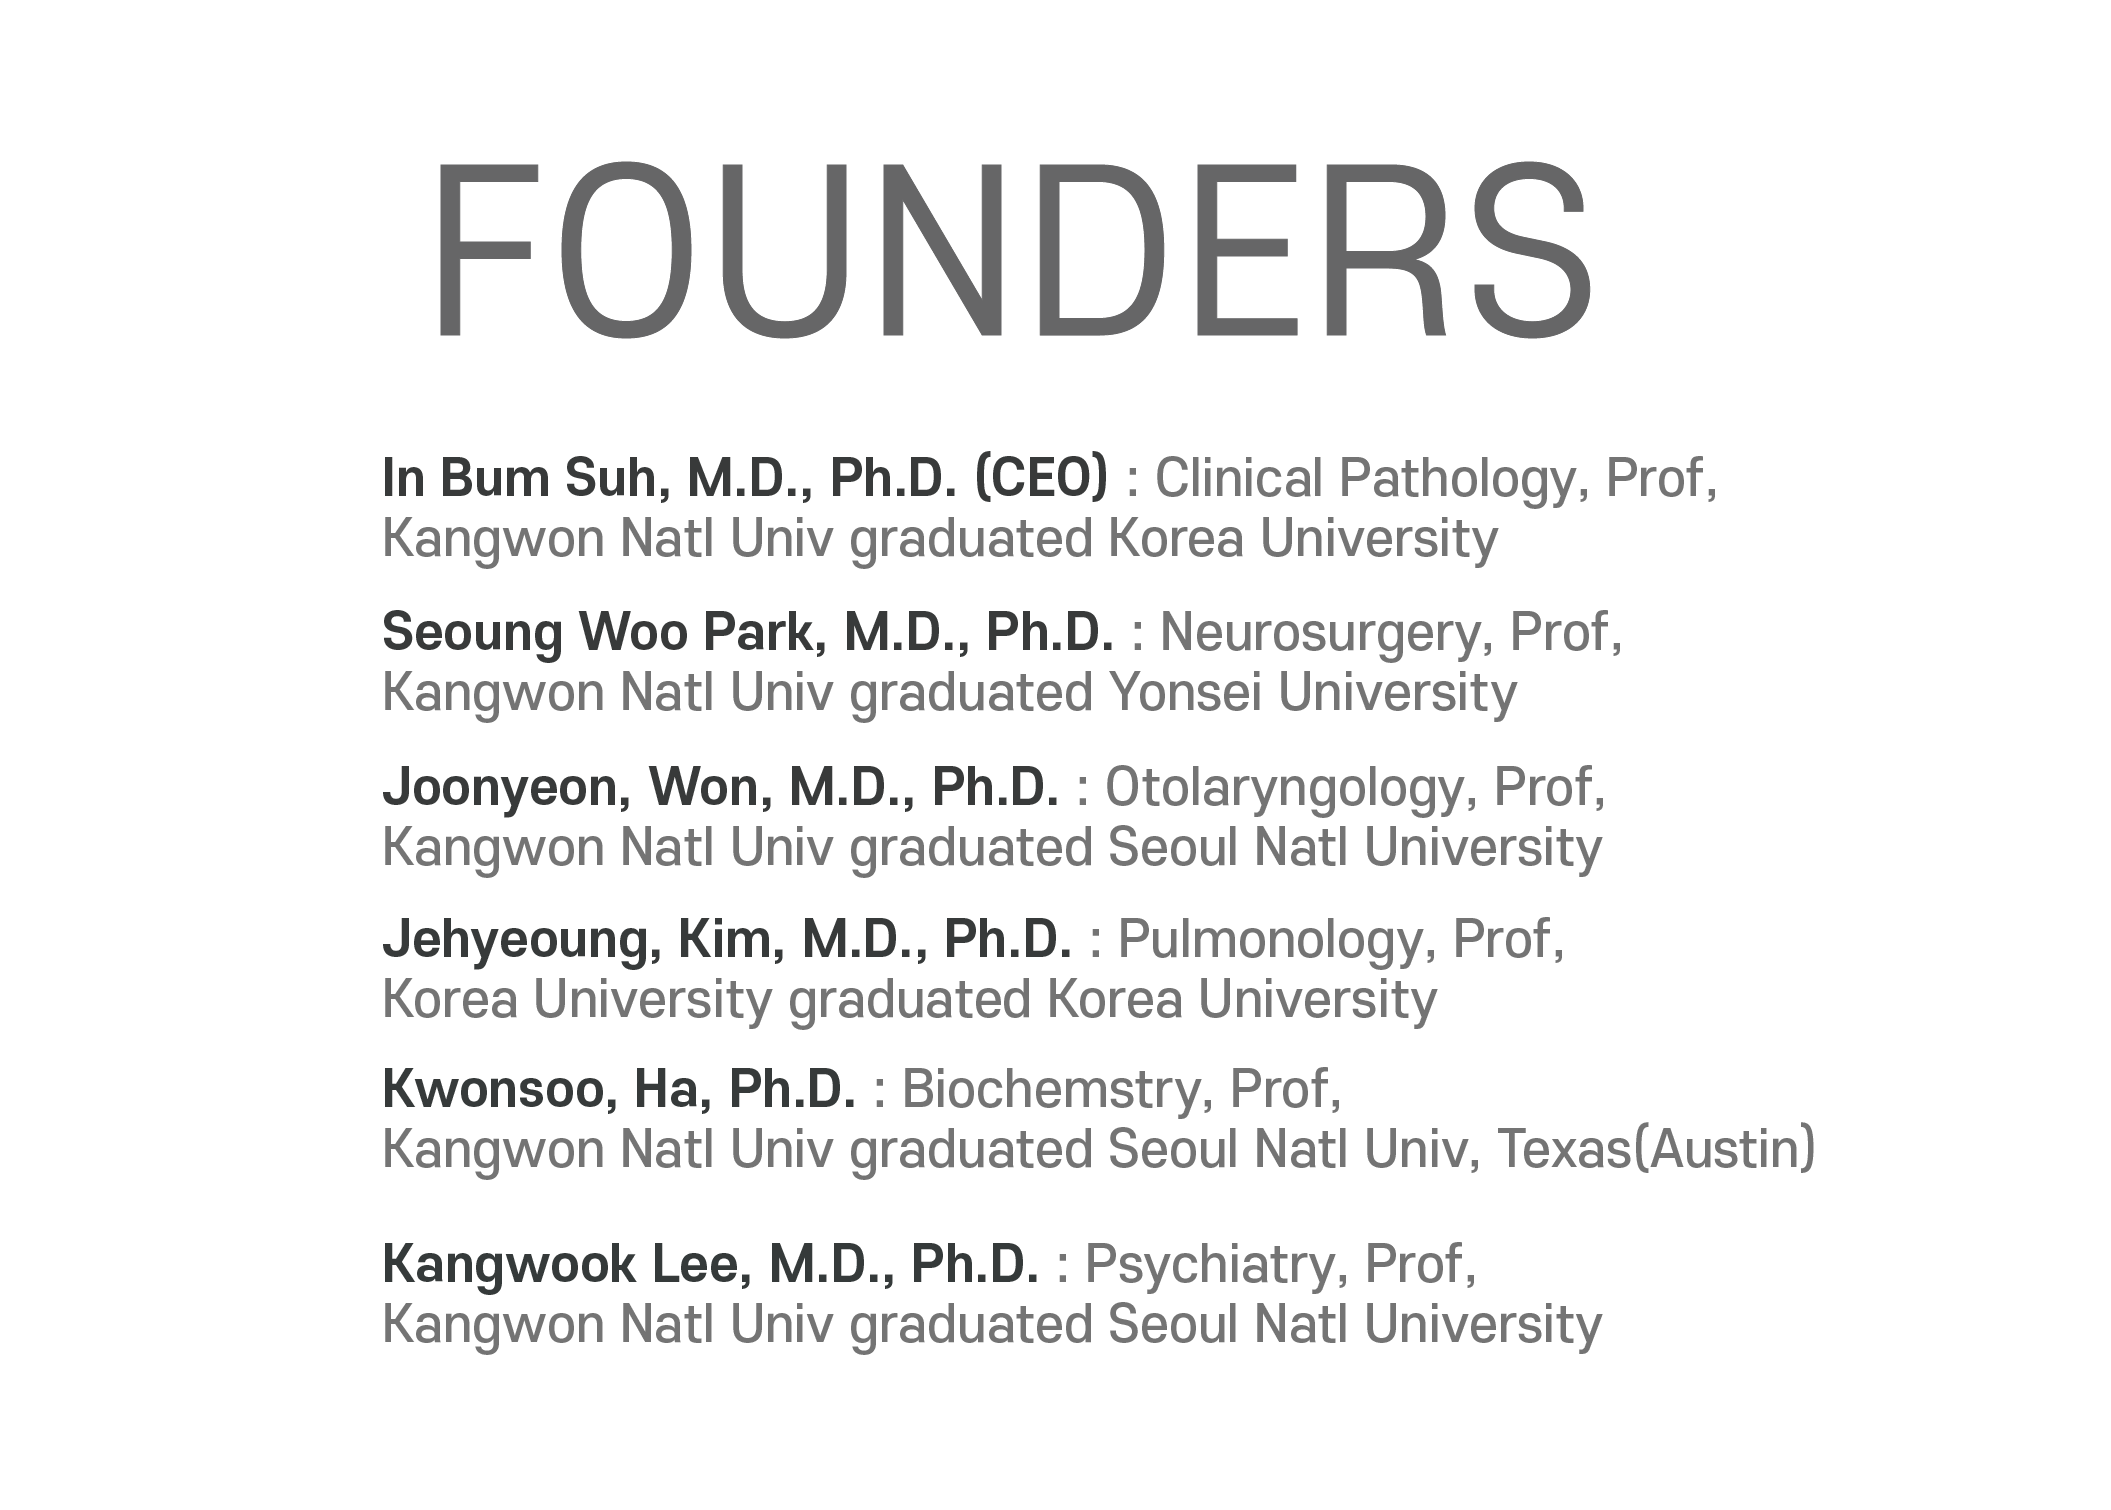 FOUNDERS
In Bum Suh, M.D., Ph.D. (CEO) : Clinical Pathology, Prof,
Kangwon Natl Univ graduated Korea University
Seoung Woo Park, M.D., Ph.D. : Neurosurgery, Prof,
Kangwon Natl Univ graduated Yonsei University
Joonyeon, Won, M.D., Ph.D. : Otolaryngology, Prof,
Kangwon Natl Univ graduated Seoul Natl University
Jehyeoung, Kim, M.D., Ph.D. : Pulmonology, Prof,
Korea University graduated Korea University
Kwonsoo, Ha, Ph.D. : Biochemstry, Prof,
Kangwon Natl Univ graduated Seoul Natl Univ, Texas(Austin)
Kangwook Lee, M.D., Ph.D. : Psychiatry, Prof,
Kangwon Natl Univ graduated Seoul Natl University